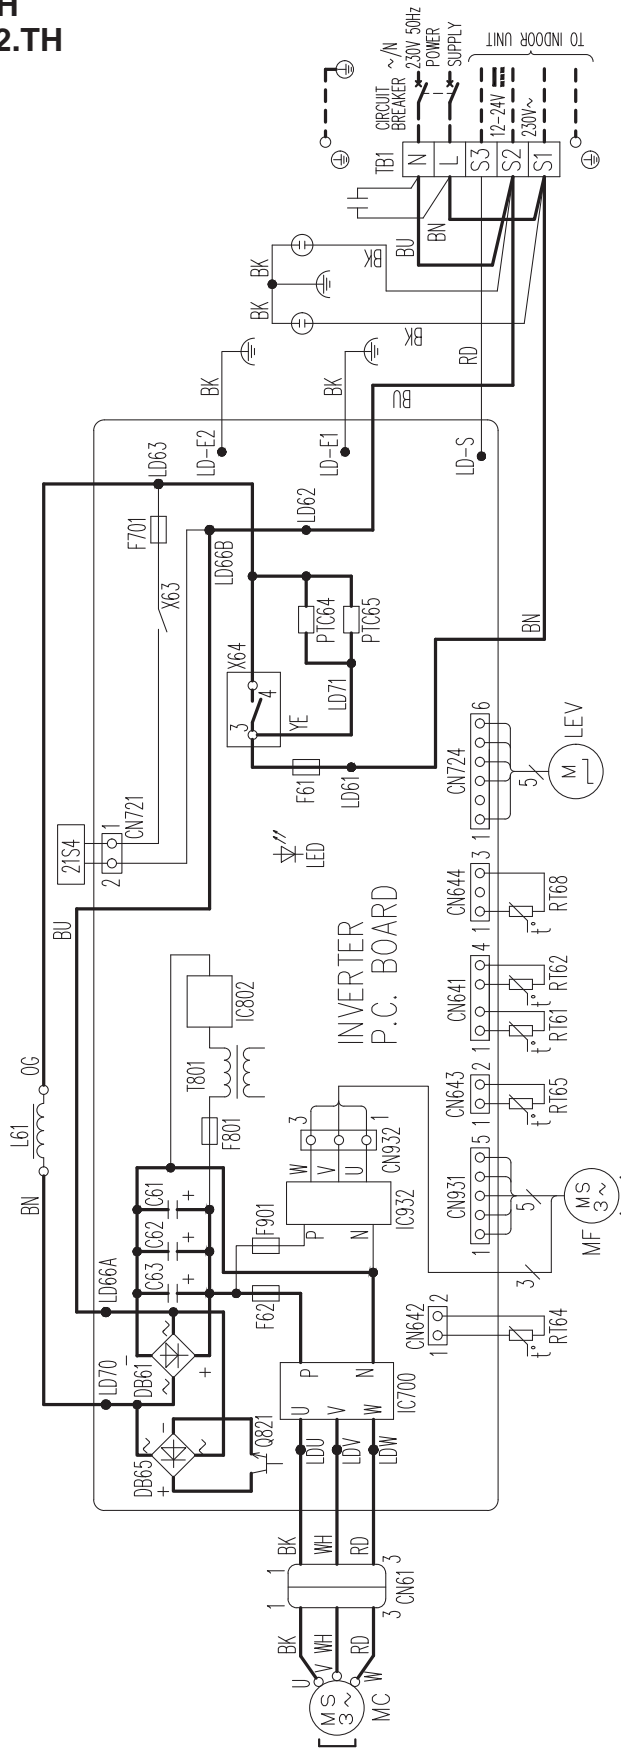 H
2.TH
TO INDOOR UNIT
CIRCUIT
BREAKER
~/N
230V 50Hz
POWER
SUPPLY
12-24V
230V~
TB1
N
L
S3
S2
S1
BU
BN
BK
BK
BK
BK
RD
BK
BK
BU
LD-E2
LD-E1
LD-S
LD63
F701
X63
LD66B
LD62
PTC64
PTC65
X64
3
4
YE
LD71
F61
LD61
BN
21S4
2
1
CN721
LED
BU
INVERTER
P.C. BOARD
CN724
1
6
5
M
LEV
CN644
1
3
t°
RT68
CN641
1
4
t°
RT61
t°
RT62
CN643
1
2
t°
RT65
CN931
1
5
5
MS
3~
MF
3
CN642
1
2
t°
RT64
L61
OG
BN
IC802
T801
F801
3
1
CN932
W
V
U
IC932
P
N
F901
F62
C61
+
C62
+
C63
+
LD66A
LD70
DB61
-
+
~
~
DB65
+
-
~
~
Q821
U
V
W
P
N
IC700
LDU
LDV
LDW
BK
WH
RD
1
1
3
3
CN61
BK
WH
RD
U
V
W
MS
3~
MC